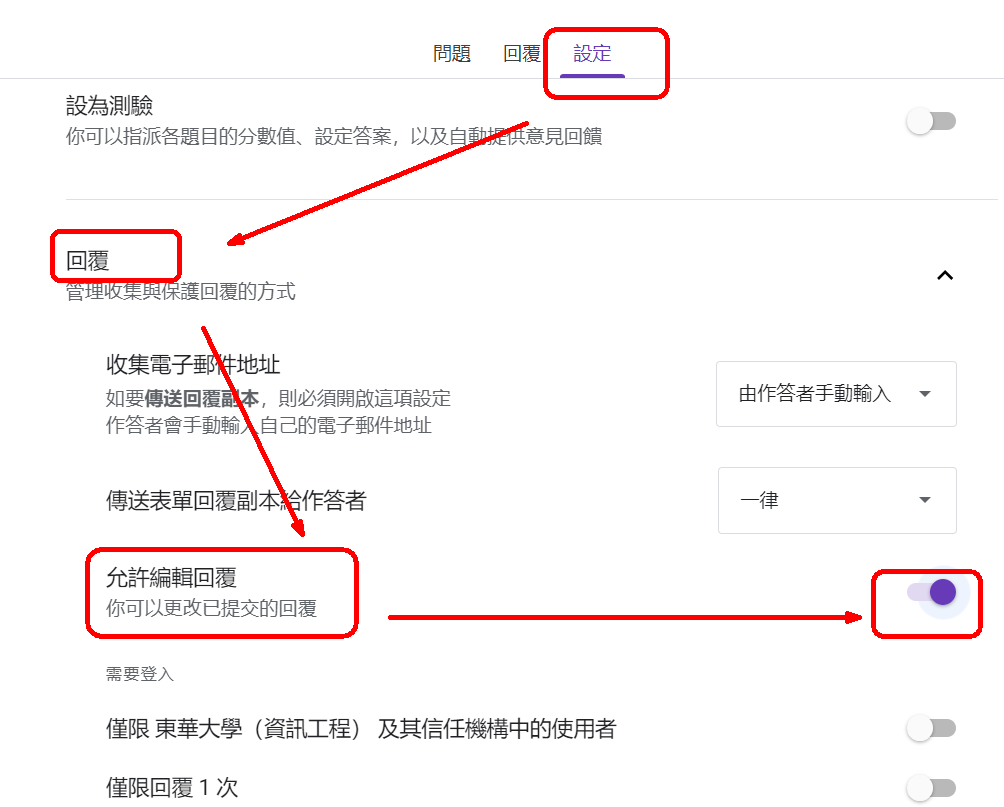 問題 回覆 設定
設為測驗
你可以指派各題目的分數值、設定答案，以及自動提供意見回饋
回覆
管理收集與保護回覆的方式
收集電子郵件地址
如要傳送回覆副本，則必須開啟這項設定
作答者會手動輸入自己的電子郵件地址
由作答者手動輸入
傳送表單回覆副本給作答者
一律
允許編輯回覆
你可以更改已提交的回覆
需要登入
僅限 東華大學（資訊工程） 及其信任機構中的使用者
僅限回覆 1 次